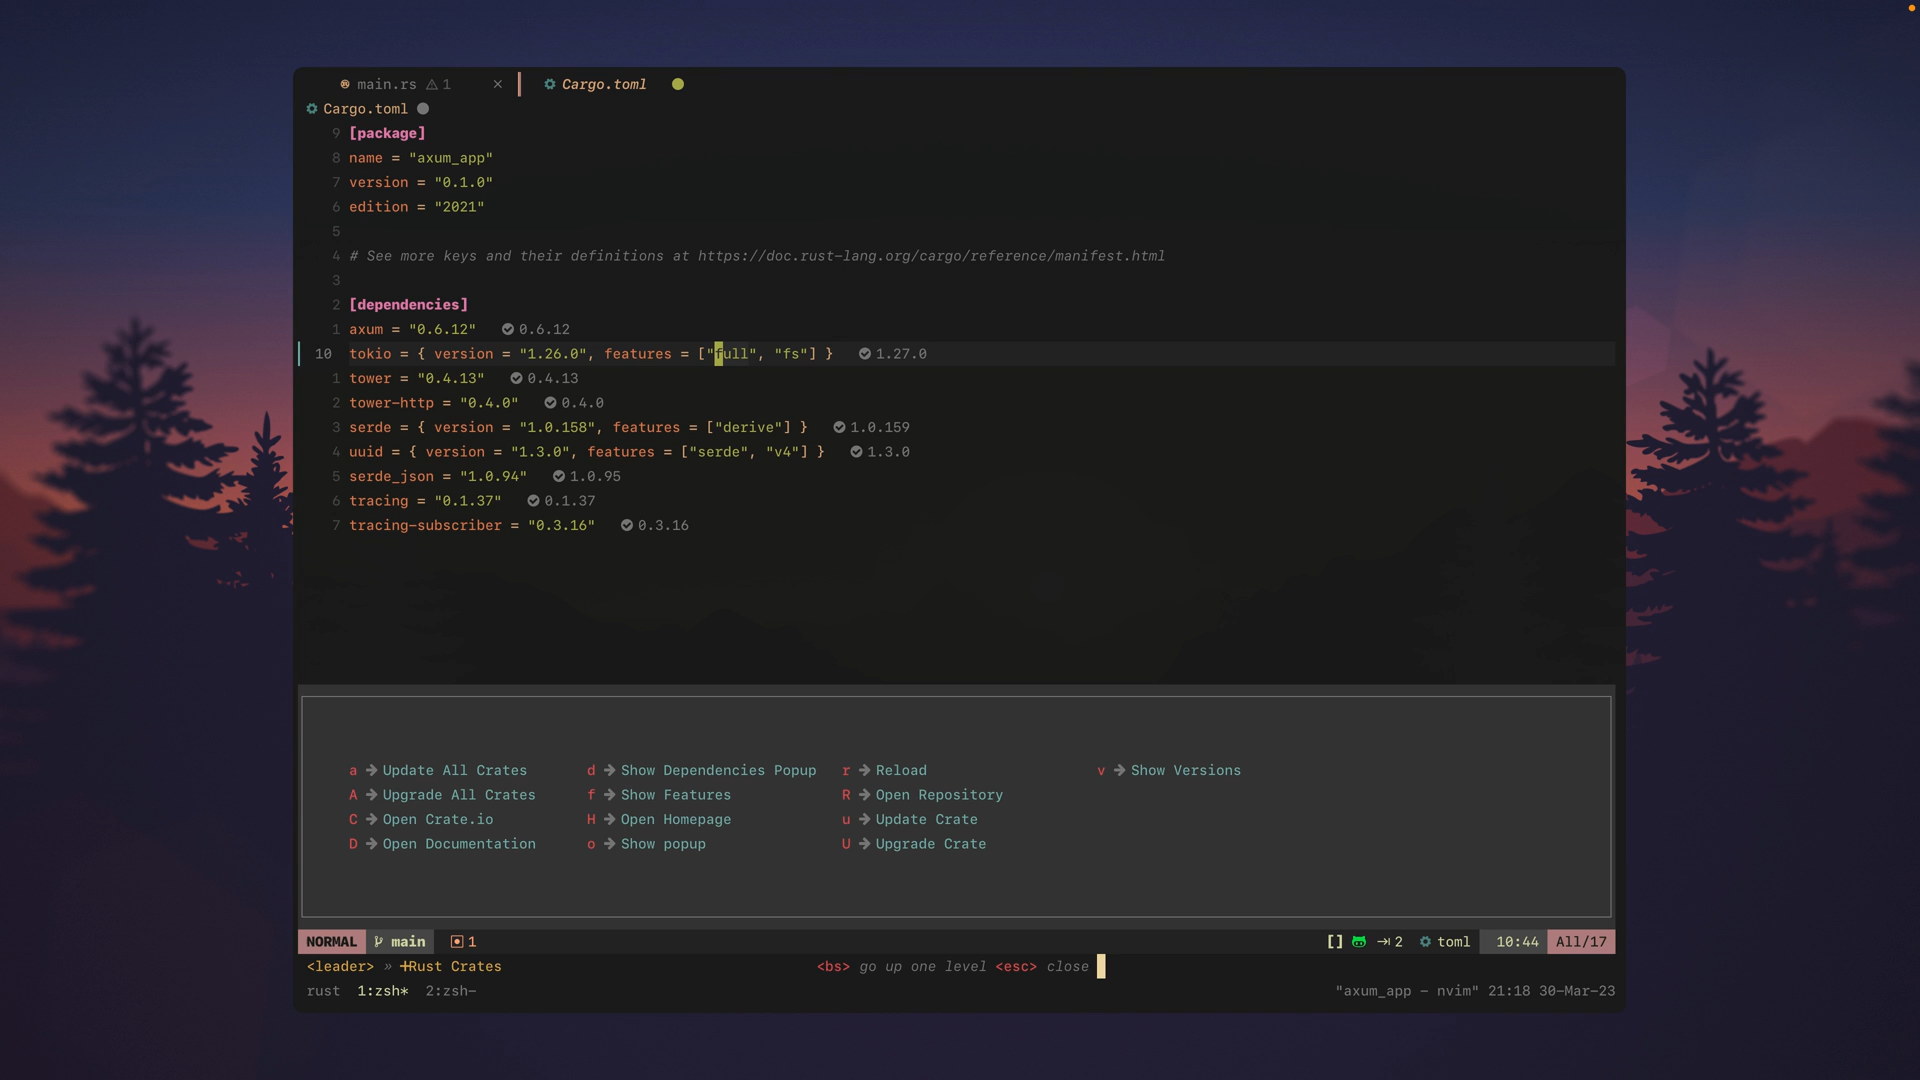 main.rs ⚠ 1 × Cargo.toml
Cargo.toml
9 [package]
8 name = "axum_app"
7 version = "0.1.0"
6 edition = "2021"
5
4 # See more keys and their definitions at https://doc.rust-lang.org/cargo/reference/manifest.html
3
2 [dependencies]
1 axum = "0.6.12" 0.6.12
10 tokio = { version = "1.26.0", features = ["full", "fs"] } 1.27.0
1 tower = "0.4.13" 0.4.13
2 tower-http = "0.4.0" 0.4.0
3 serde = { version = "1.0.158", features = ["derive"] } 1.0.159
4 uuid = { version = "1.3.0", features = ["serde", "v4"] } 1.3.0
5 serde_json = "1.0.94" 1.0.95
6 tracing = "0.1.37" 0.1.37
7 tracing-subscriber = "0.3.16" 0.3.16
a → Update All Crates d → Show Dependencies Popup r → Reload v → Show Versions
A → Upgrade All Crates f → Show Features R → Open Repository
C → Open Crate.io H → Open Homepage u → Update Crate
D → Open Documentation o → Show popup U → Upgrade Crate
NORMAL main 1 [] 2 toml 10:44 All/17
<leader> » +Rust Crates <bs> go up one level <esc> close
rust 1:zsh* 2:zsh- "axum_app - nvim" 21:18 30-Mar-23